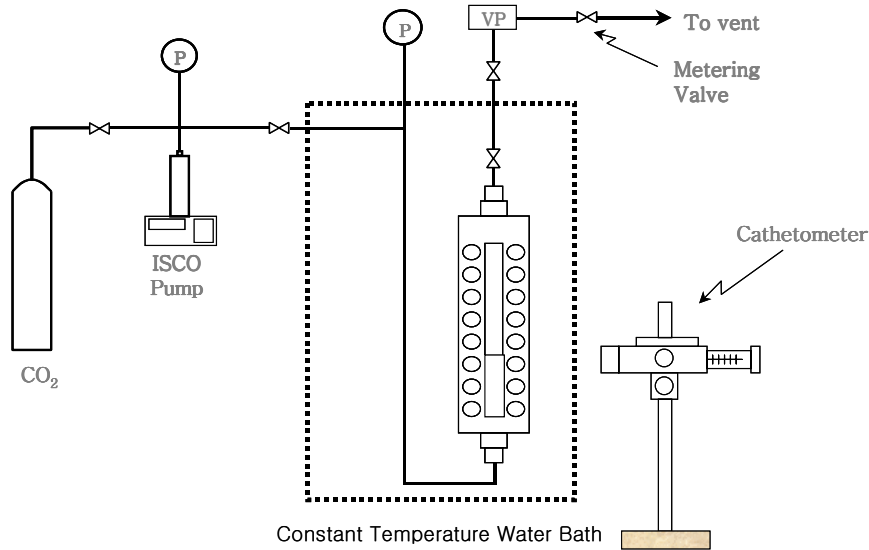 VP
To vent
P
P
Metering
Valve
Cathetometer
ISCO
Pump
CO₂
Constant Temperature Water Bath